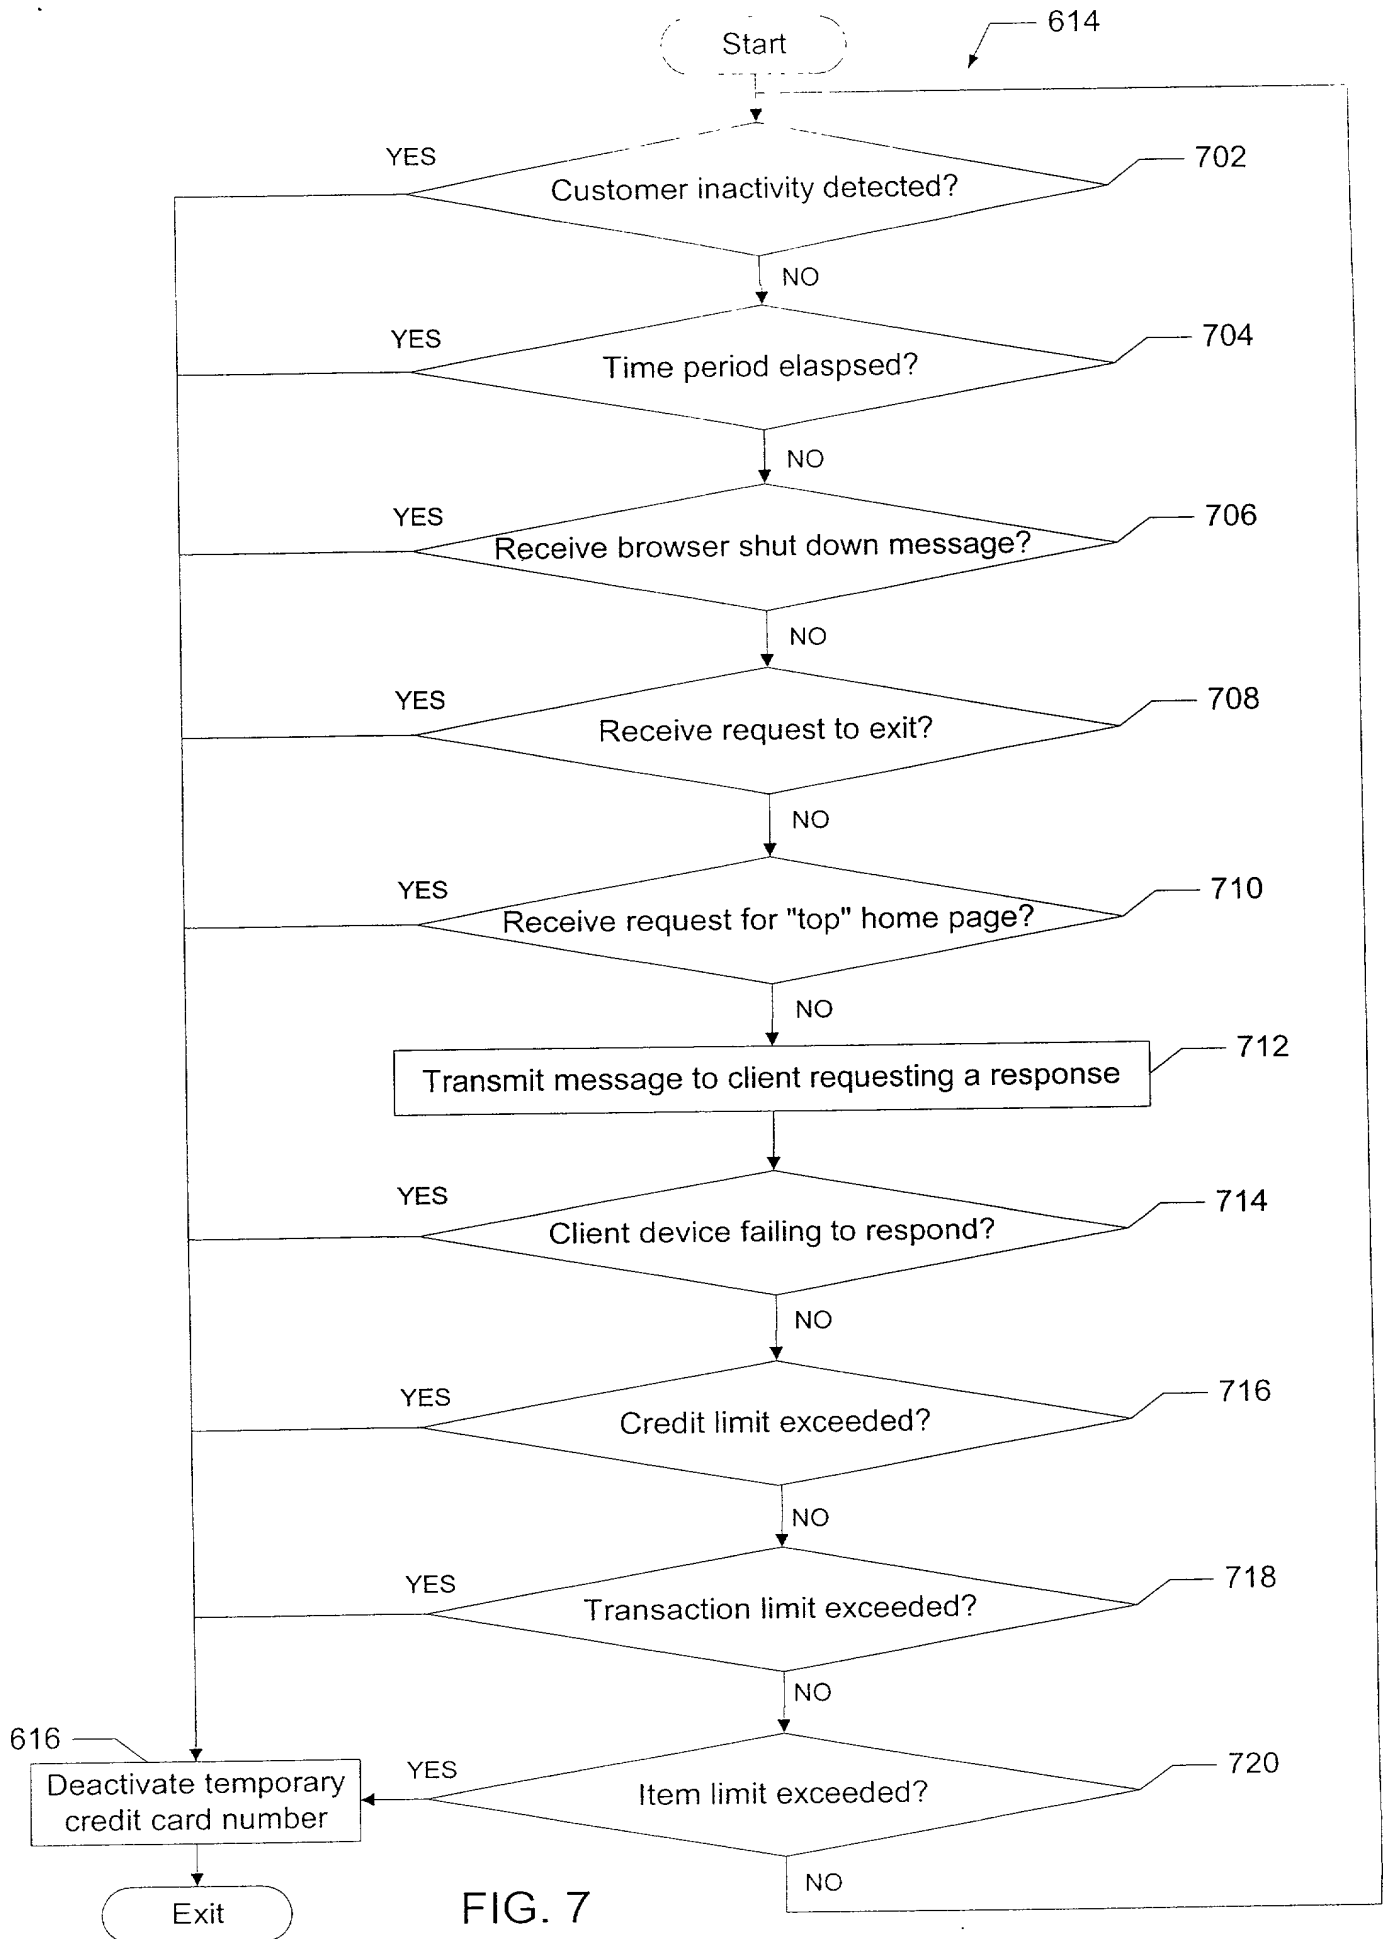 Start
614
YES
702
Customer inactivity detected?
NO
YES
704
Time period elaspsed?
NO
YES
706
Receive browser shut down message?
NO
YES
708
Receive request to exit?
NO
YES
710
Receive request for "top" home page?
NO
712
Transmit message to client requesting a response
YES
714
Client device failing to respond?
NO
YES
716
Credit limit exceeded?
NO
YES
718
Transaction limit exceeded?
NO
616
YES
720
Deactivate temporary
credit card number
Item limit exceeded?
NO
Exit
FIG. 7